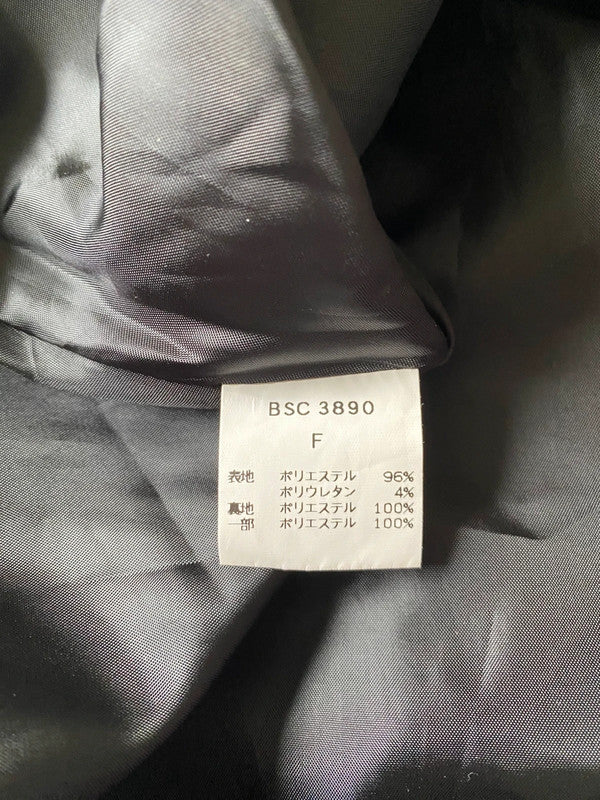 BSC 3890
F
表地 ポリエステル 96%
ポリウレタン 4%
裏地 ポリエステル 100%
一部 ポリエステル 100%